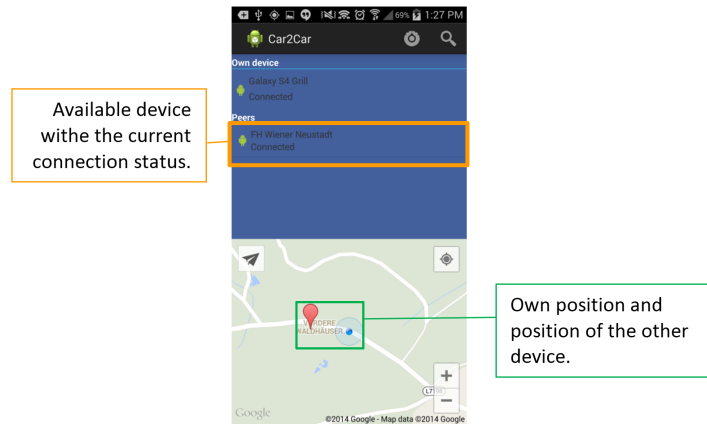 69% 1:27 PM
Car2Car
Own device
Galaxy S4 Grill
Connected
Peers
FH Wiener Neustadt
Connected
Available device
withe the current
connection status.
VORDERE
WALDHÄUSER
Own position and
position of the other
device.
+
−
Google
©2014 Google - Map data ©2014 Google